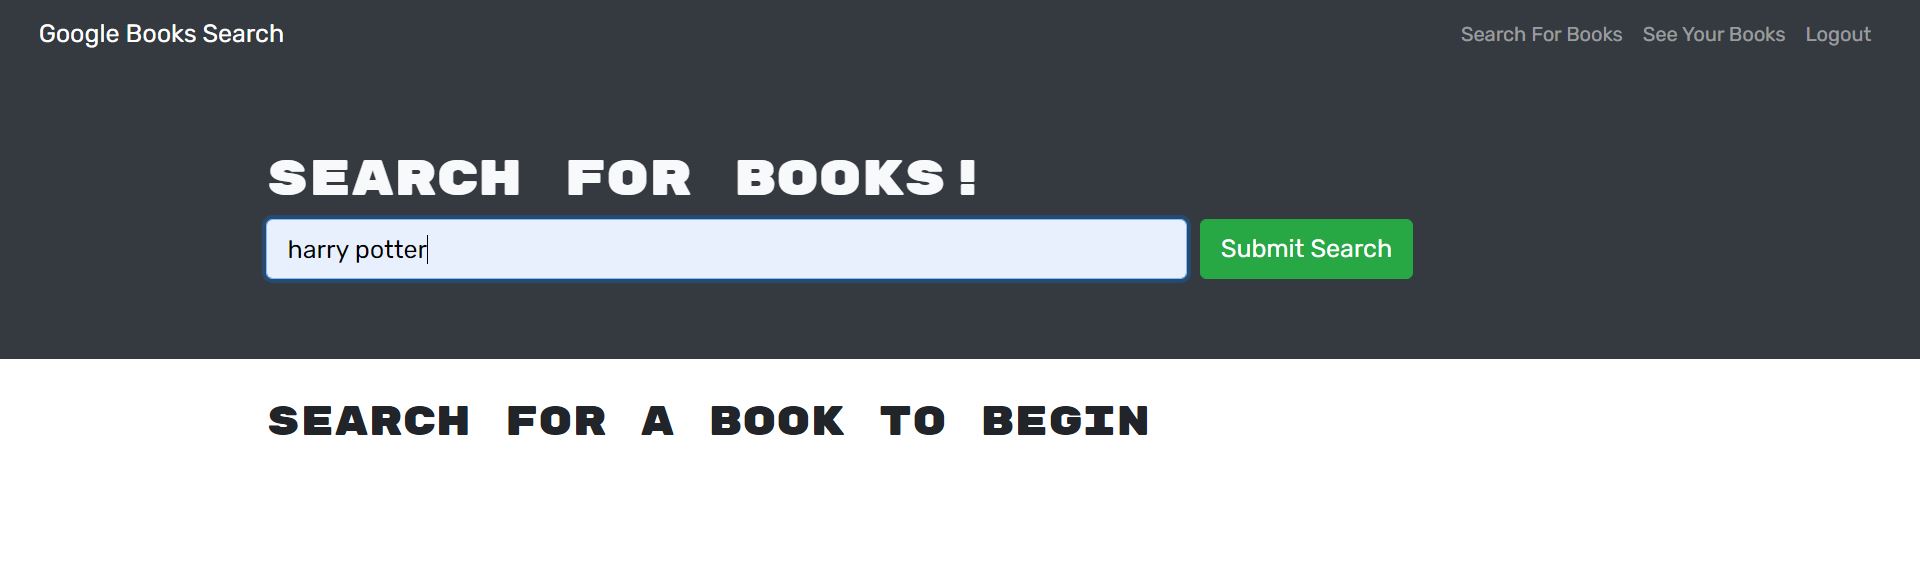 Google Books Search
Search For Books See Your Books Logout
SEARCH FOR BOOKS!
harry potter
Submit Search
SEARCH FOR A BOOK TO BEGIN